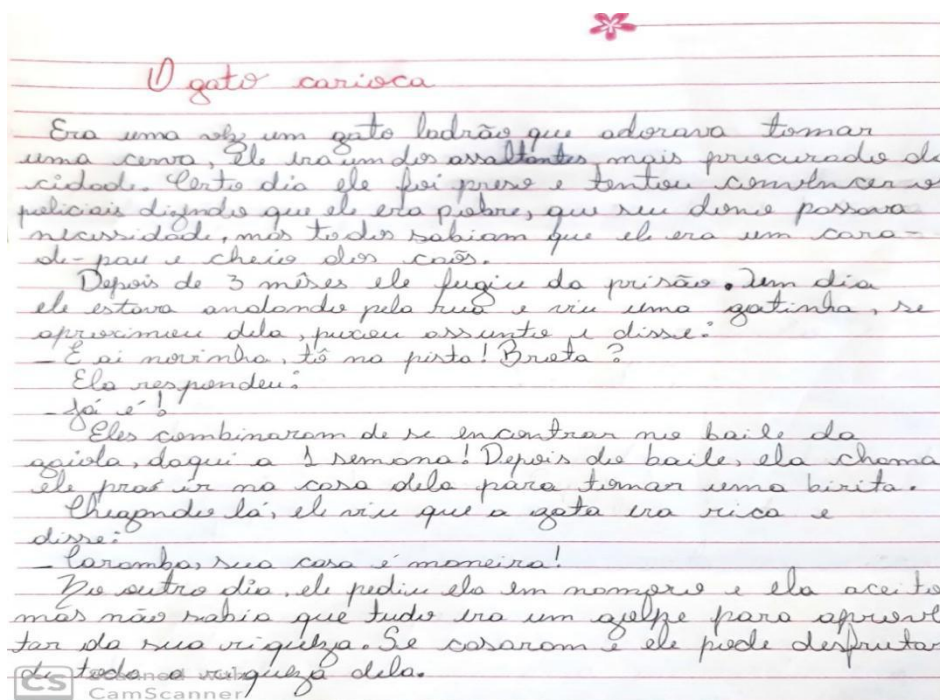 O gato carioca
Era uma vez um gato ladrão que adorava tomar
uma cerva, Ele era um dos assaltantes, mais procurado da
cidade. Certo dia ele foi preso e tentou convencer os
policiais dizendo que ele era pobre, que seu dono passava
necessidade, mas todos sabiam que ele era um cara-
de-pau e cheio dos caôs.
Depois de 3 mêses ele fugiu da prisão. Um dia
ele estava andando pela rua e viu uma gatinha, se
aproximou dela, puxou assunto e disse:
- E ai novinha, tô na pista! Brota?
Ela respondeu:
- Já é!
Eles combinaram de se encontrar no baile da
gaiola, daqui a 1 semana! Depois do baile, ela chama
ele pra ir na casa dela para tomar uma birita.
Chegando lá, ele viu que a gata era rica e
disse:
- Caramba, sua casa é maneira!
No outro dia, ele pediu ela em namoro e ela aceito
mas não sabia que tudo era um golpe para aprovei
tar da sua riquelza. Se casaram e ele pode desfrutar
de toda a riqueza dela.
CS Scanned with
CamScanner